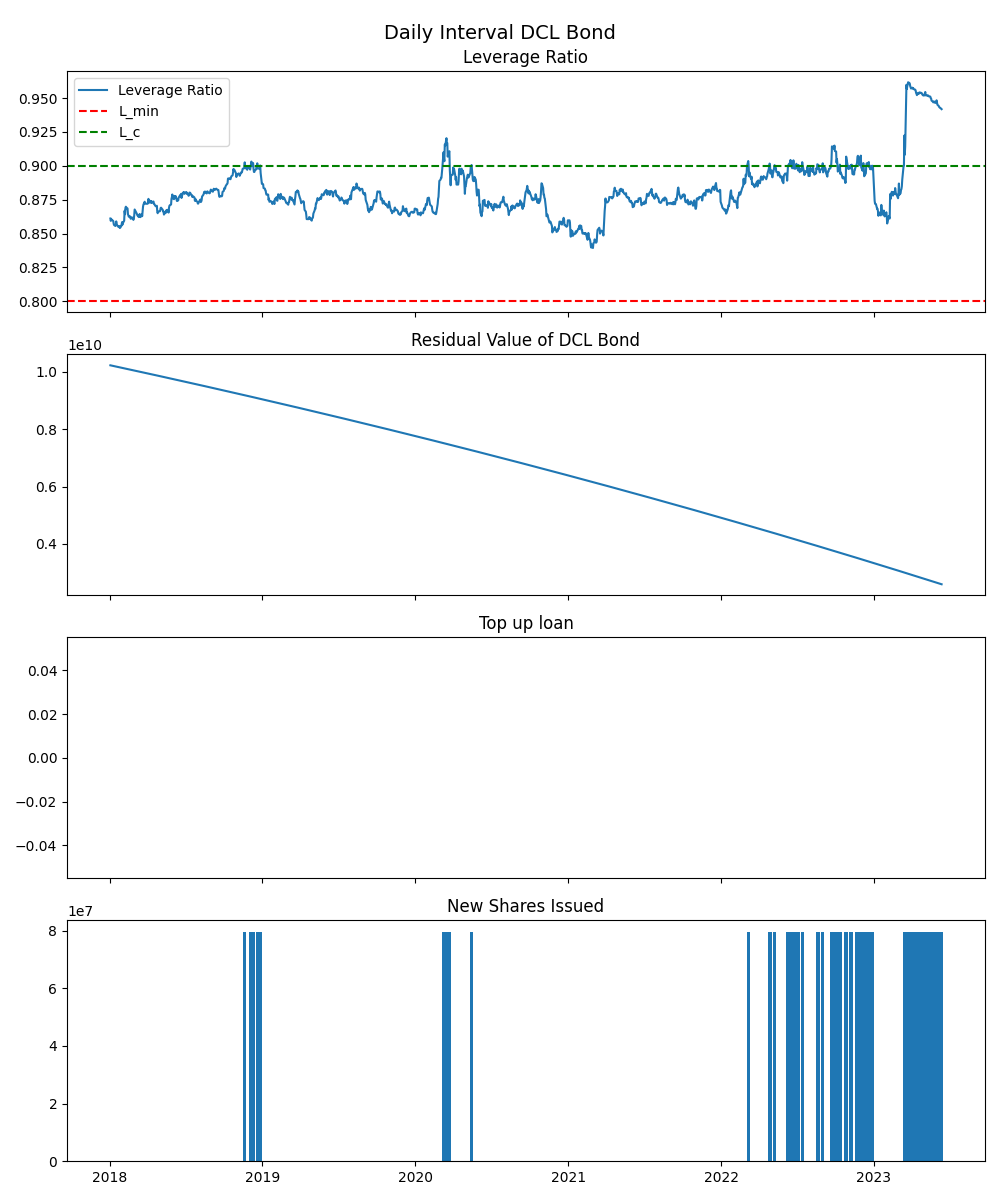 Daily Interval DCL Bond
Leverage Ratio
0.950
0.925
0.900
0.875
0.850
0.825
0.800
Leverage Ratio
L_min
L_c
Residual Value of DCL Bond
1e10
1.0
0.8
0.6
0.4
Top up loan
0.04
0.02
0.00
−0.02
−0.04
New Shares Issued
1e7
8
6
4
2
0
2018 2019 2020 2021 2022 2023